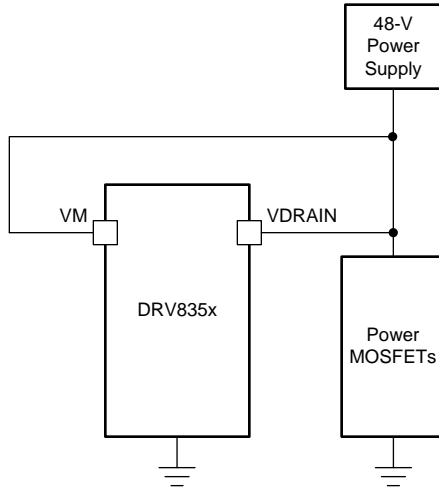 48-V
Power
Supply
VM
VDRAIN
DRV835x
Power
MOSFETs